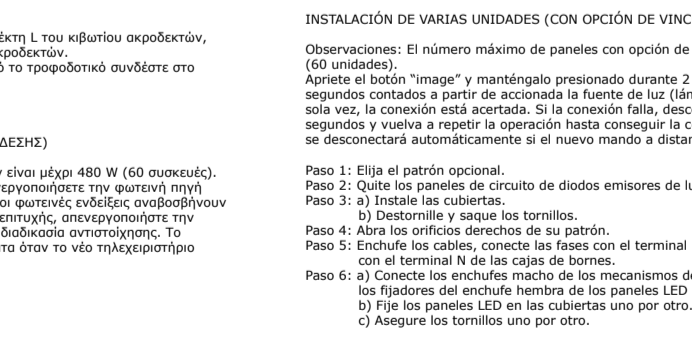 έκτη L του κιβωτίου ακροδεκτών,
κροδεκτών.
ό το τροφοδοτικό συνδέστε στο
ΔΕΣΗΣ)
ν είναι μέχρι 480 W (60 συσκευές).
νεργοποιήσετε την φωτεινή πηγή
οι φωτεινές ενδείξεις αναβοσβήνουν
επιτυχής, απενεργοποιήστε την
διαδικασία αντιστοίχησης. Το
τα όταν το νέο τηλεχειριστήριο
INSTALACIÓN DE VARIAS UNIDADES (CON OPCIÓN DE VINC
Observaciones: El número máximo de paneles con opción de
(60 unidades).
Apriete el botón “image” y manténgalo presionado durante 2
segundos contados a partir de accionada la fuente de luz (lám
sola vez, la conexión está acertada. Si la conexión falla, desc
segundos y vuelva a repetir la operación hasta conseguir la c
se desconectará automáticamente si el nuevo mando a distan
Paso 1: Elija el patrón opcional.
Paso 2: Quite los paneles de circuito de diodos emisores de lu
Paso 3: a) Instale las cubiertas.
b) Destornille y saque los tornillos.
Paso 4: Abra los orificios derechos de su patrón.
Paso 5: Enchufe los cables, conecte las fases con el terminal
con el terminal N de las cajas de bornes.
Paso 6: a) Conecte los enchufes macho de los mecanismos de
los fijadores del enchufe hembra de los paneles LED
b) Fije los paneles LED en las cubiertas uno por otro.
c) Asegure los tornillos uno por otro.